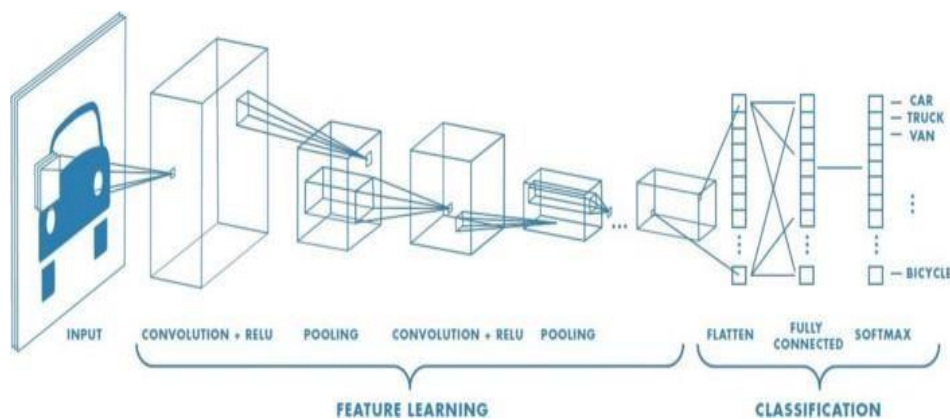 CAR
TRUCK
VAN
BICYCLE
INPUT
CONVOLUTION + RELU
POOLING
CONVOLUTION + RELU
POOLING
FLATTEN
FULLY
CONNECTED
SOFTMAX
FEATURE LEARNING
CLASSIFICATION